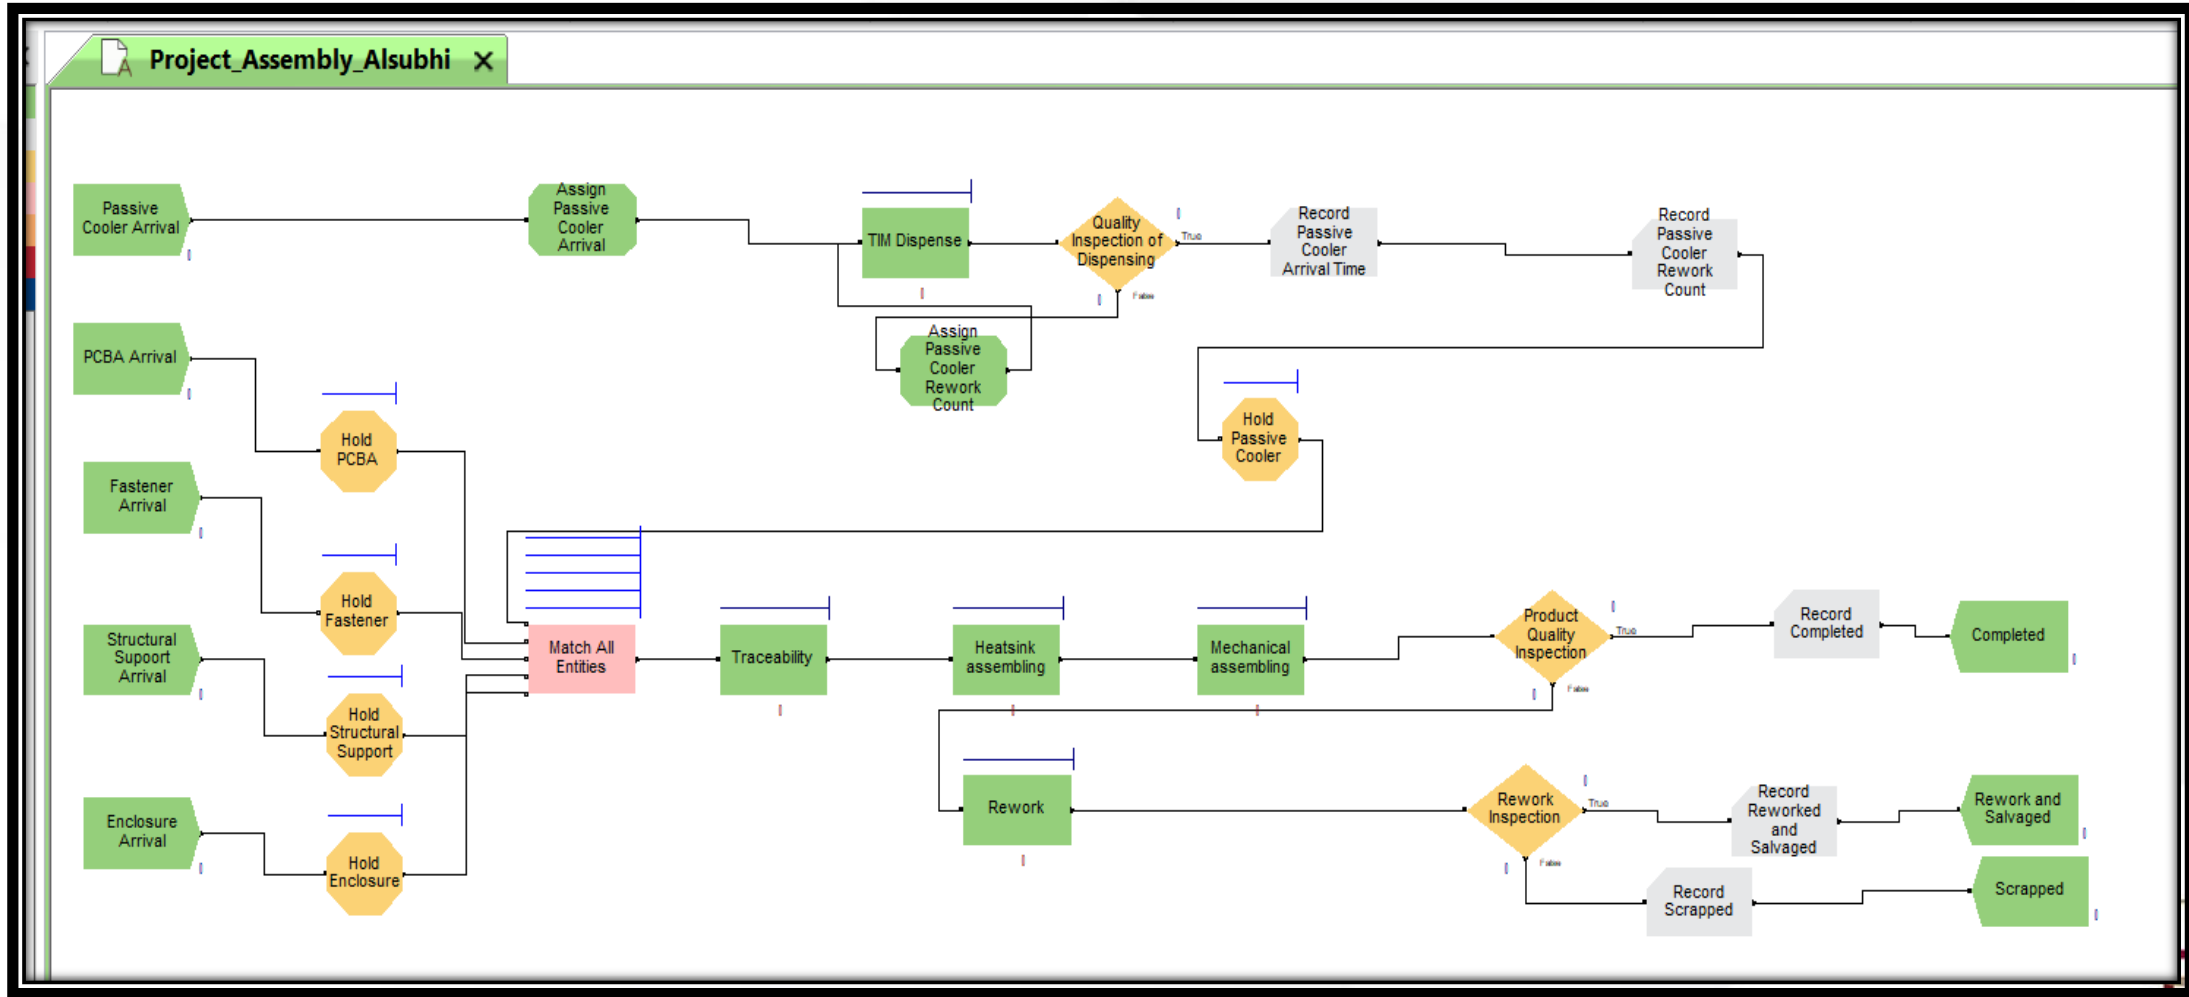 Project_Assembly_Alsubhi
Passive
Cooler Arrival
Assign
Passive
Cooler
Arrival
TIM Dispense
Quality
Inspection of
Dispensing
True
False
Record
Passive
Cooler
Arrival Time
Record
Passive
Cooler
Rework
Count
Assign
Passive
Cooler
Rework
Count
PCBA Arrival
Hold
PCBA
Hold
Passive
Cooler
Fastener
Arrival
Hold
Fastener
Structural
Supoort
Arrival
Hold
Structural
Support
Enclosure
Arrival
Hold
Enclosure
Match All
Entities
Traceability
Heatsink
assembling
Mechanical
assembling
Product
Quality
Inspection
True
False
Record
Completed
Completed
Rework
Rework
Inspection
True
False
Record
Reworked
and
Salvaged
Rework and
Salvaged
Record
Scrapped
Scrapped